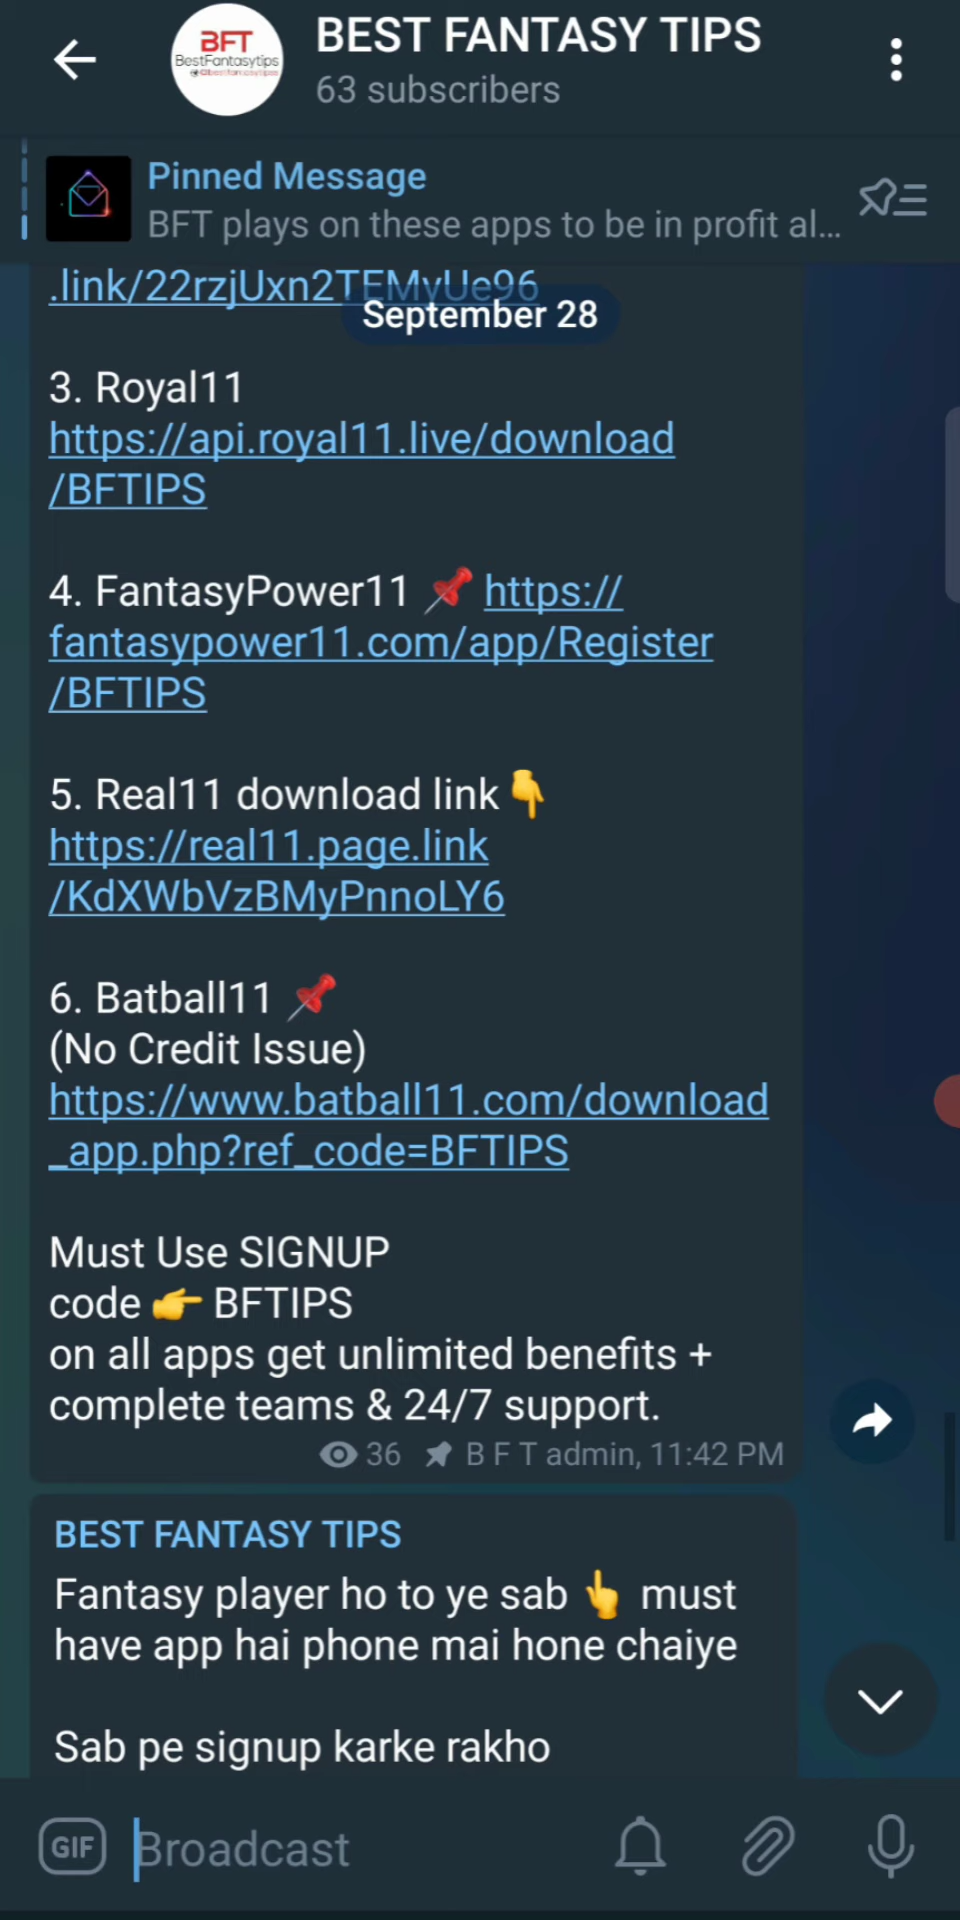 BEST FANTASY TIPS
63 subscribers
BFT
BestFantasytips
Pinned Message
BFT plays on these apps to be in profit al...
.link/22rzjUxn2TEMyUe96
September 28
3. Royal11
https://api.royal11.live/download
/BFTIPS
4. FantasyPower11 📌 https://
fantasypower11.com/app/Register
/BFTIPS
5. Real11 download link 👇
https://real11.page.link
/KdXWbVzBMyPnnoLY6
6. Batball11 📌
(No Credit Issue)
https://www.batball11.com/download
_app.php?ref_code=BFTIPS
Must Use SIGNUP
code 👉 BFTIPS
on all apps get unlimited benefits +
complete teams & 24/7 support.
36 B F T admin, 11:42 PM
BEST FANTASY TIPS
Fantasy player ho to ye sab 👆 must
have app hai phone mai hone chaiye
Sab pe signup karke rakho
GIF Broadcast